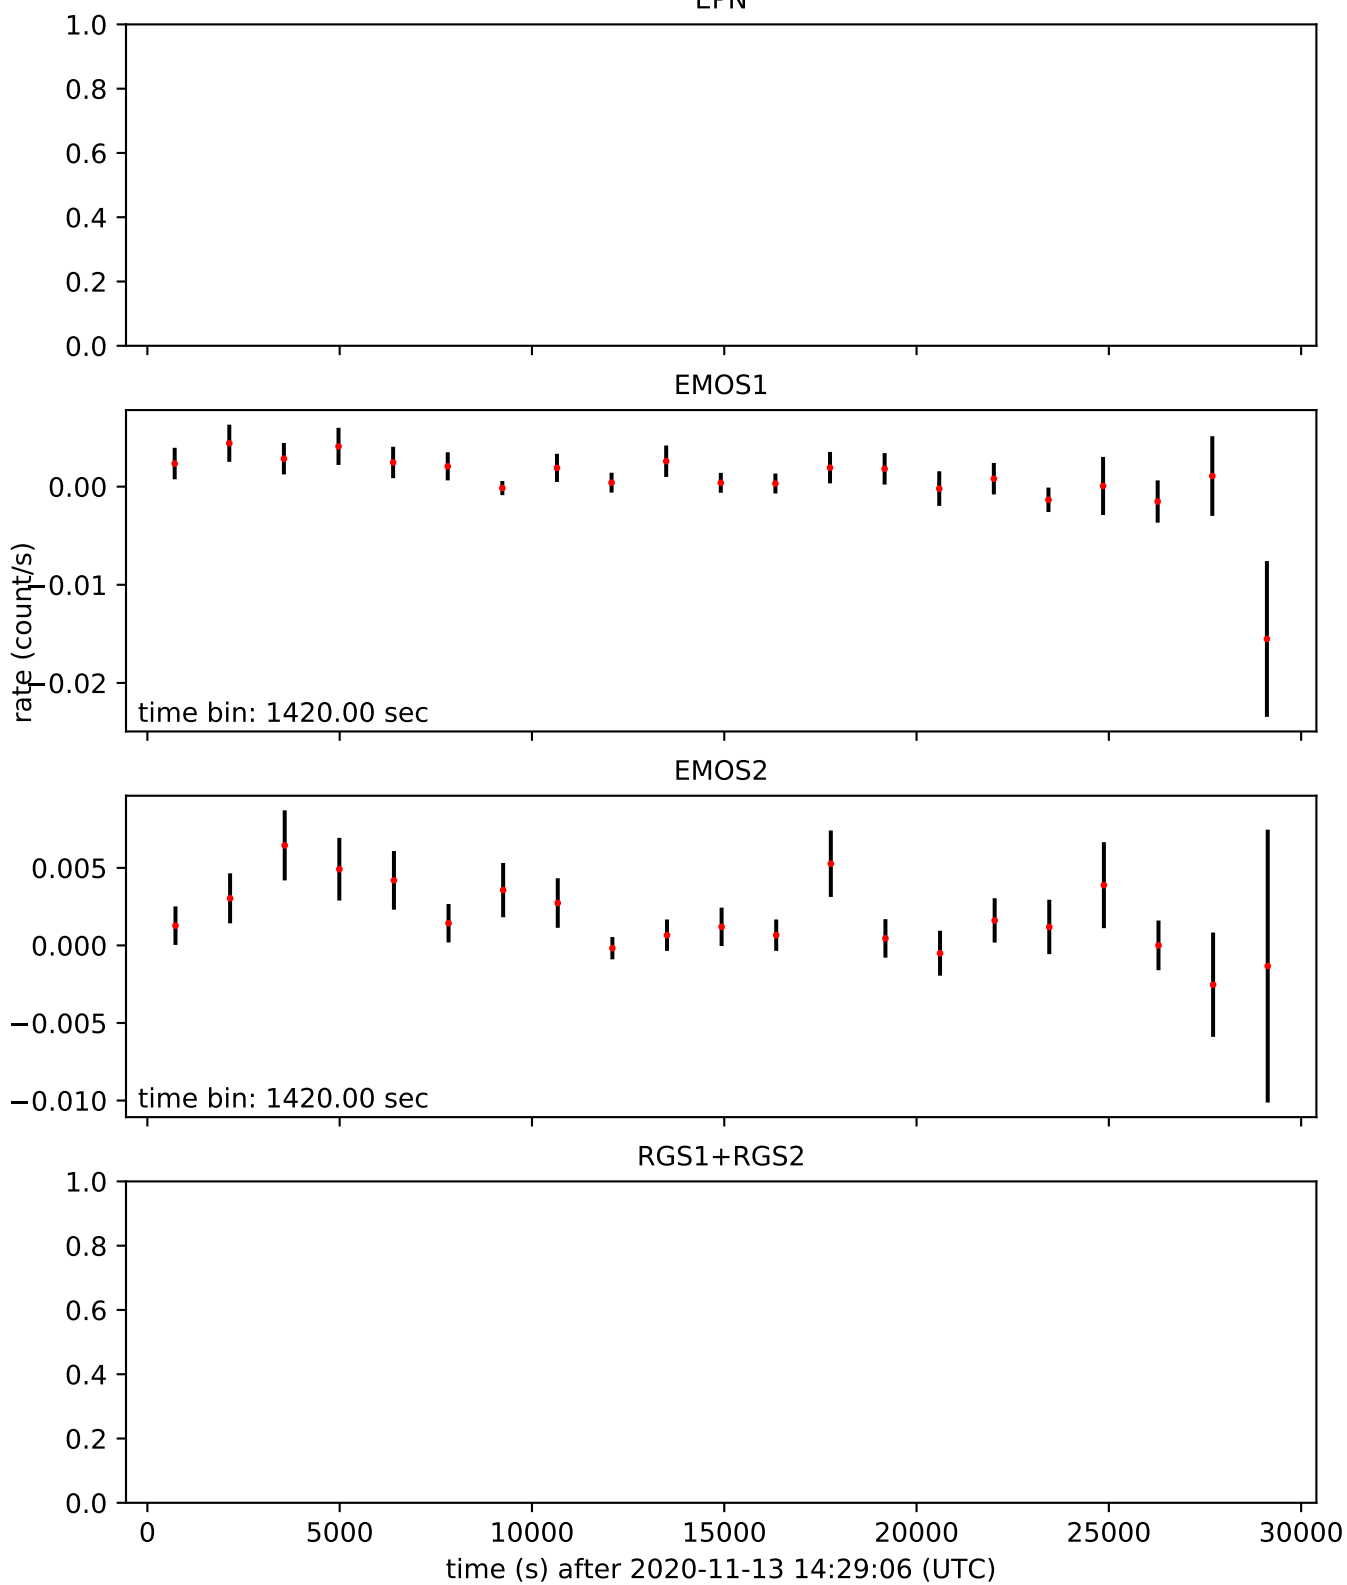 EPN
1.0
0.8
0.6
0.4
0.2
0.0
EMOS1
0.00
−0.01
−0.02
rate (count/s)
time bin: 1420.00 sec
EMOS2
0.005
0.000
−0.005
−0.010
time bin: 1420.00 sec
RGS1+RGS2
1.0
0.8
0.6
0.4
0.2
0.0
0 5000 10000 15000 20000 25000 30000
time (s) after 2020-11-13 14:29:06 (UTC)